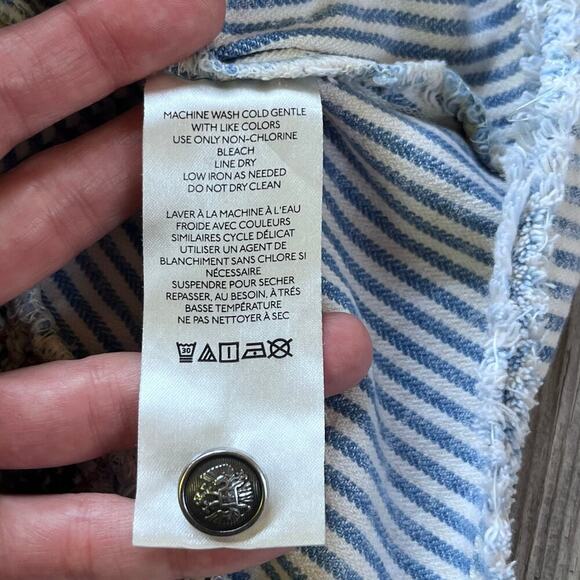 MACHINE WASH COLD GENTLE
WITH LIKE COLORS
USE ONLY NON-CHLORINE
BLEACH
LINE DRY
LOW IRON AS NEEDED
DO NOT DRY CLEAN
LAVER À LA MACHINE À L'EAU
FROIDE AVEC COULEURS
SIMILAIRES CYCLE DÉLICAT
UTILISER UN AGENT DE
BLANCHIMENT SANS CHLORE SI
NÉCESSAIRE
SUSPENDRE POUR SECHER
REPASSER, AU BESOIN, À TRÉS
BASSE TEMPÉRATURE
NE PAS NETTOYER À SEC
30